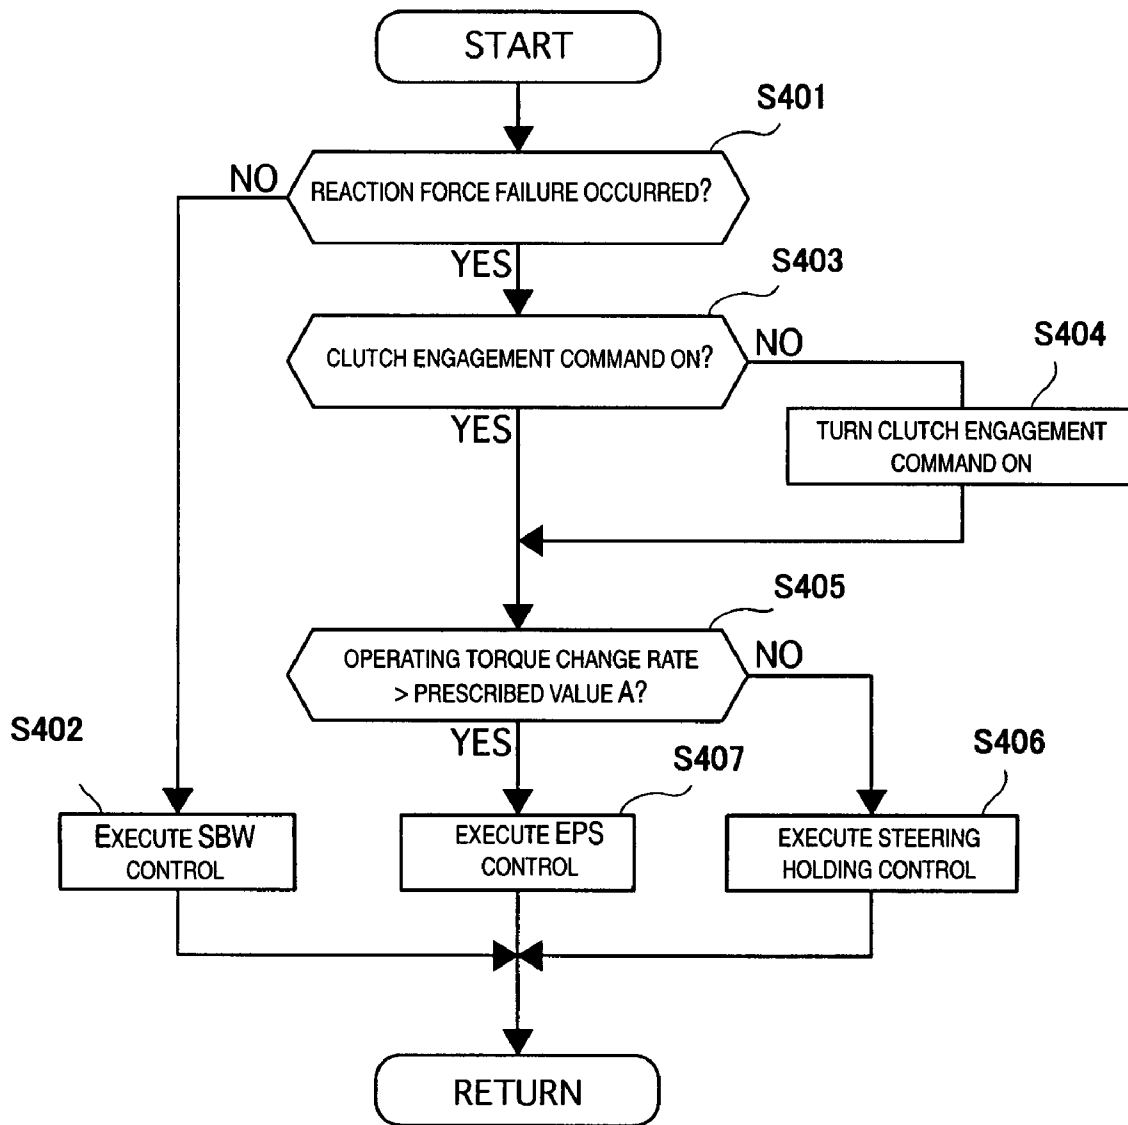 START
S401
NO
REACTION FORCE FAILURE OCCURRED?
YES
S403
CLUTCH ENGAGEMENT COMMAND ON?
NO
S404
YES
TURN CLUTCH ENGAGEMENT
COMMAND ON
S405
OPERATING TORQUE CHANGE RATE
> PRESCRIBED VALUE A?
NO
YES
S402
S407
S406
EXECUTE SBW
CONTROL
EXECUTE EPS
CONTROL
EXECUTE STEERING
HOLDING CONTROL
RETURN